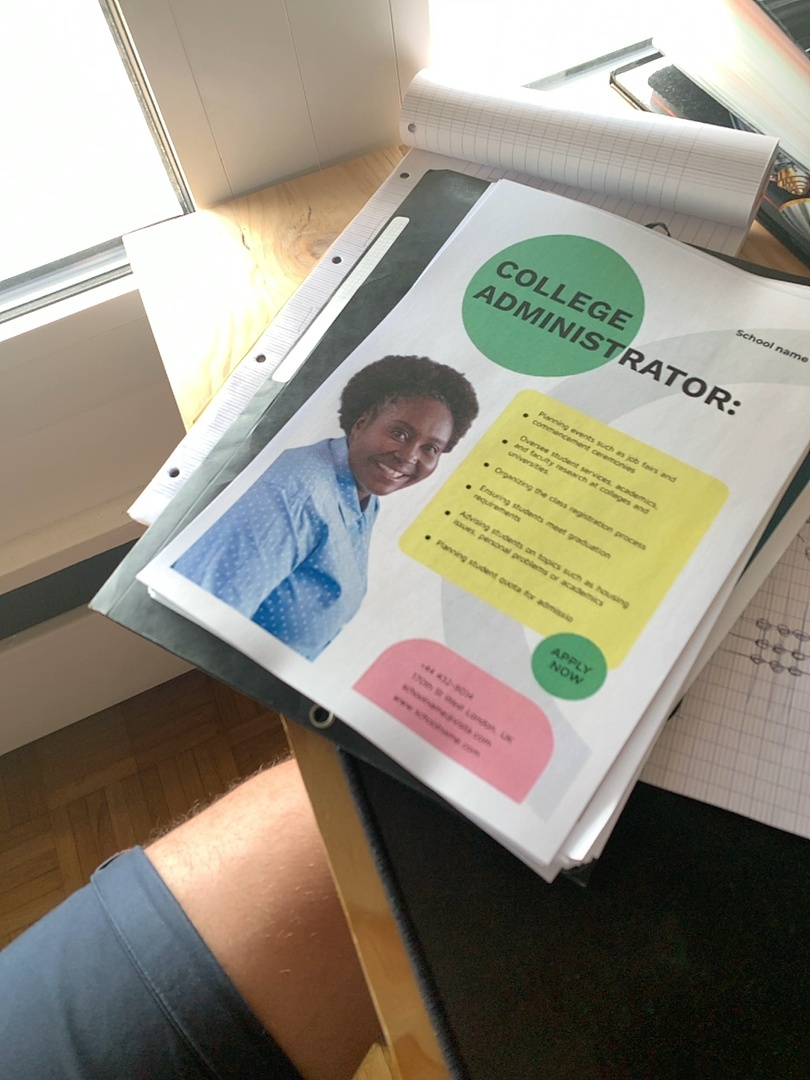 COLLEGE
ADMINISTRATOR:
School name
• Planning events such as job fairs and
commencement ceremonies
• Oversee student services, academics,
and faculty research at colleges and
universities.
• Organizing the class registration process
• Ensuring students meet graduation
requirements
• Advising students on topics such as housing
issues, personal problems or academics
• Planning student quota for admissio
APPLY
NOW
+44 432-9014
170th St West London, UK
schoolname@visita.com
www.schoolname.com